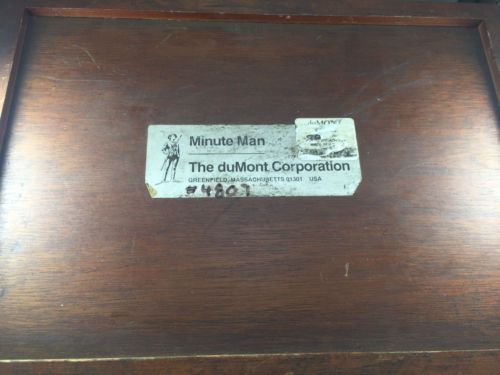 Minute Man
The duMont Corporation
GREENFIELD, MASSACHUSETTS 01301 USA
#4807
duMONT